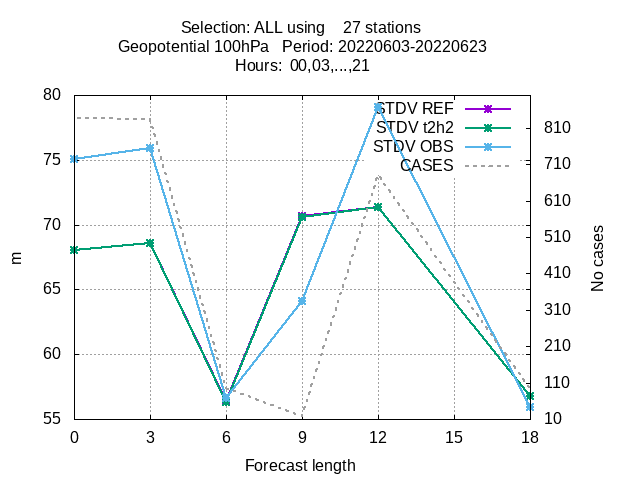 Selection: ALL using    27 stations
Geopotential 100hPa   Period: 20220603-20220623
Hours:  00,03,...,21
80
75
70
65
60
55
m
STDV REF
STDV t2h2
STDV OBS
CASES
810
710
610
510
410
310
210
110
10
No cases
0 3 6 9 12 15 18
Forecast length